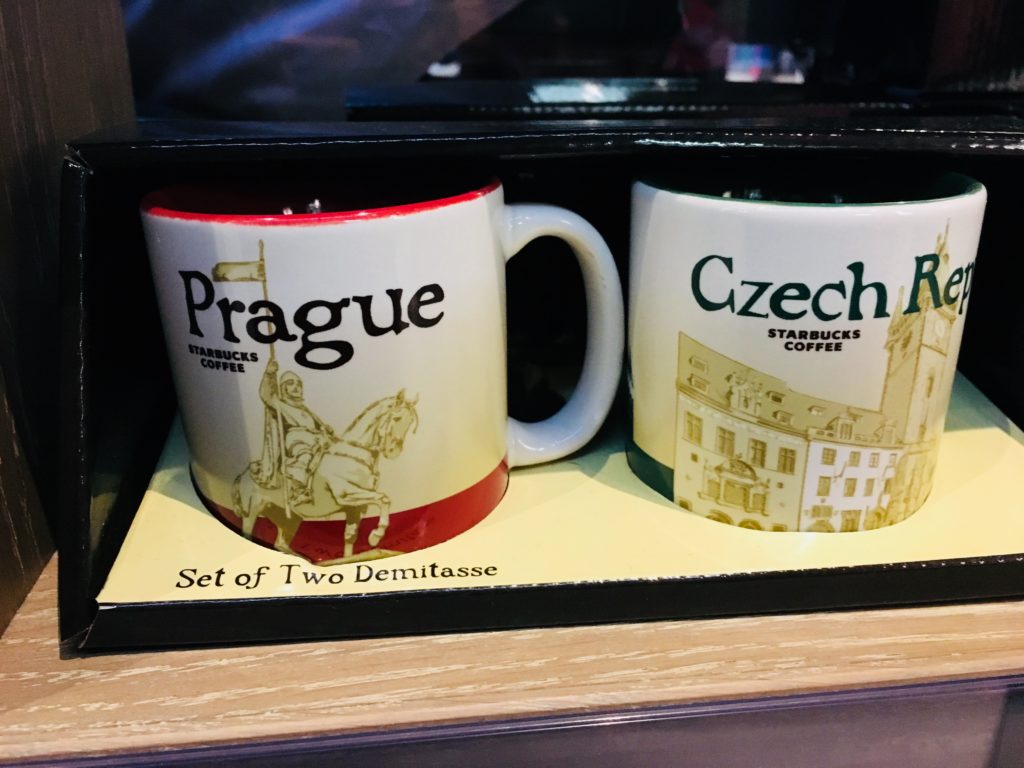 Prague
STARBUCKS
COFFEE
Czech Rep
STARBUCKS
COFFEE
Set of Two Demitasse